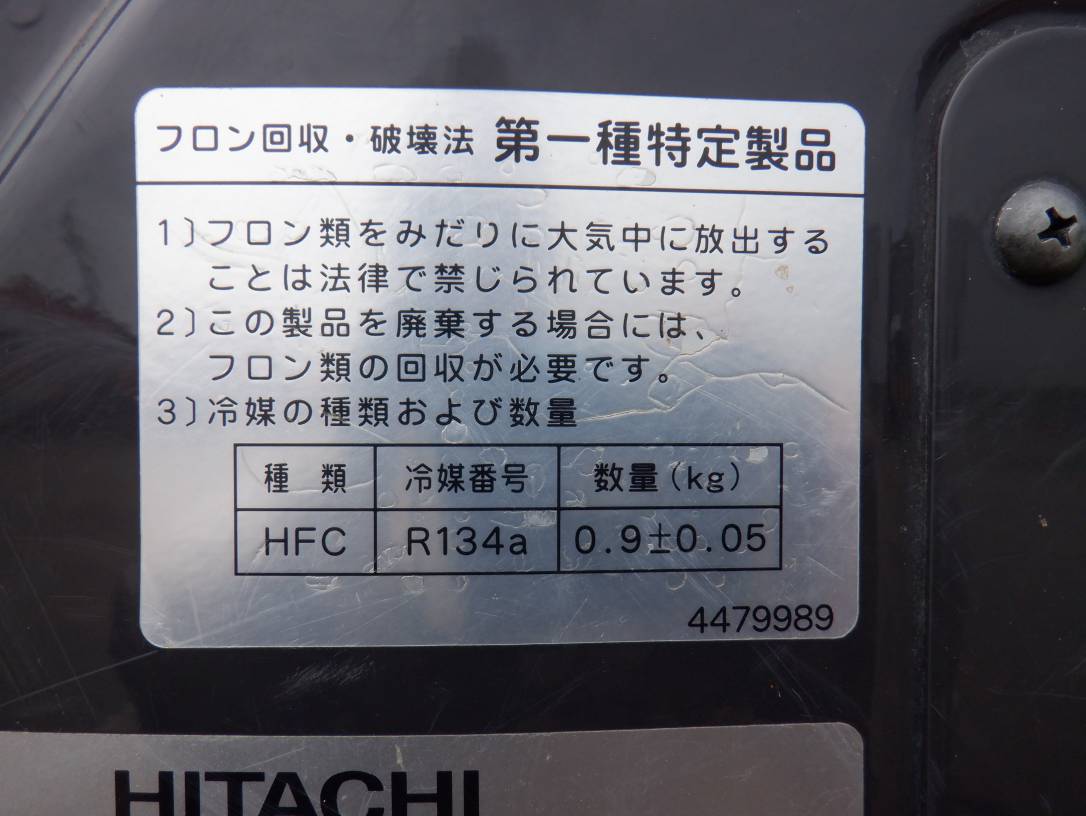 フロン回収・破壊法 第一種特定製品
1)フロン類をみだりに大気中に放出する
ことは法律で禁じられています。
2)この製品を廃棄する場合には、
フロン類の回収が必要です。
3)冷媒の種類および数量
種 類 冷媒番号 数量(kg)
HFC R134a 0.9±0.05
4479989
HITACHI